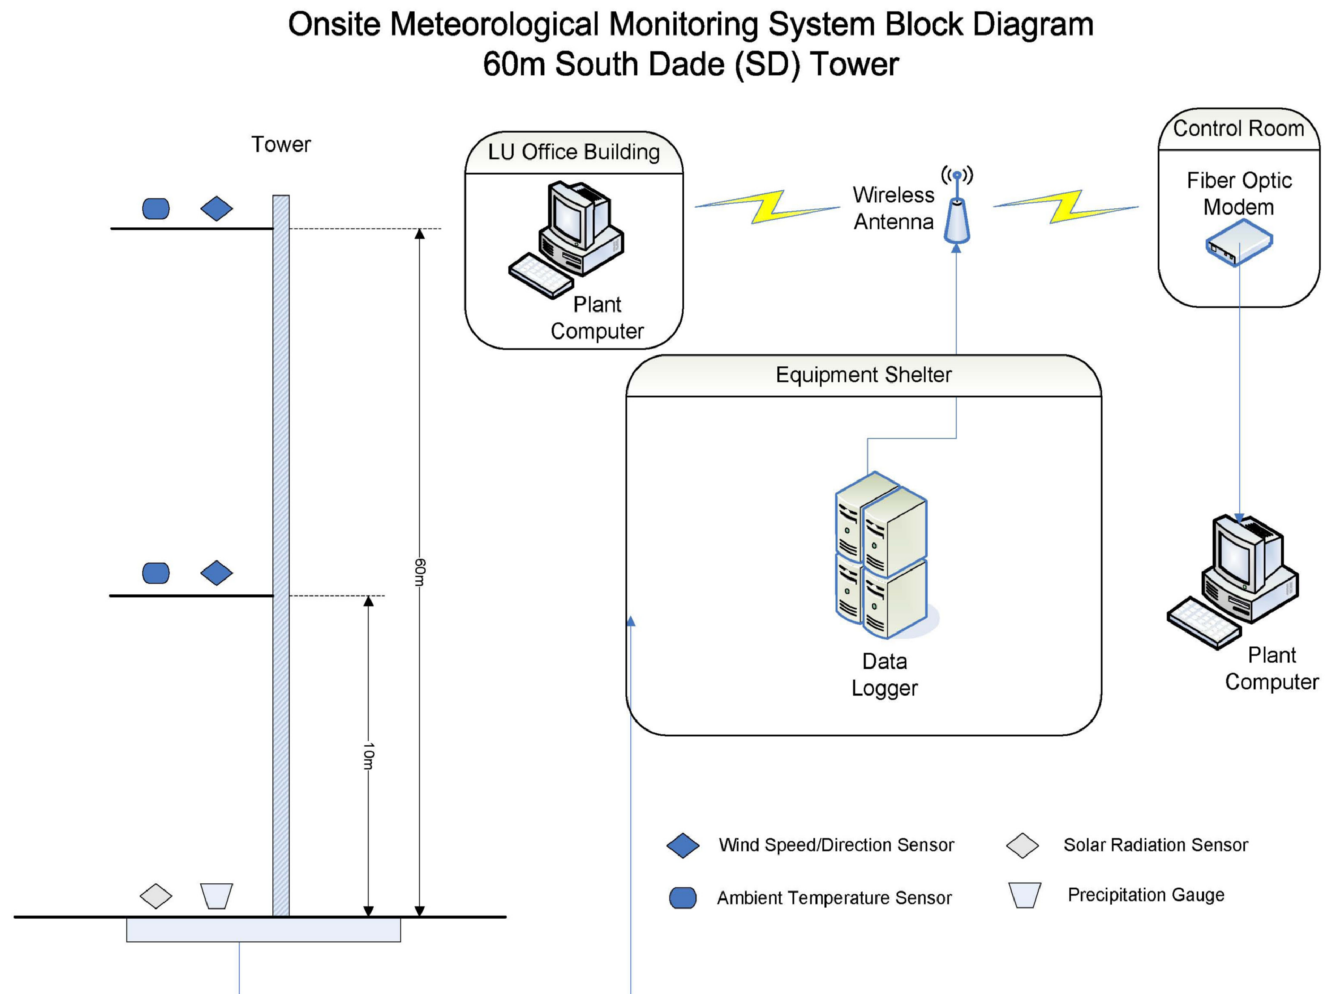 Onsite Meteorological Monitoring System Block Diagram
60m South Dade (SD) Tower
Tower
LU Office Building
Plant
Computer
Wireless
Antenna
Control Room
Fiber Optic
Modem
Equipment Shelter
Data
Logger
Plant
Computer
60m
10m
Wind Speed/Direction Sensor
Solar Radiation Sensor
Ambient Temperature Sensor
Precipitation Gauge